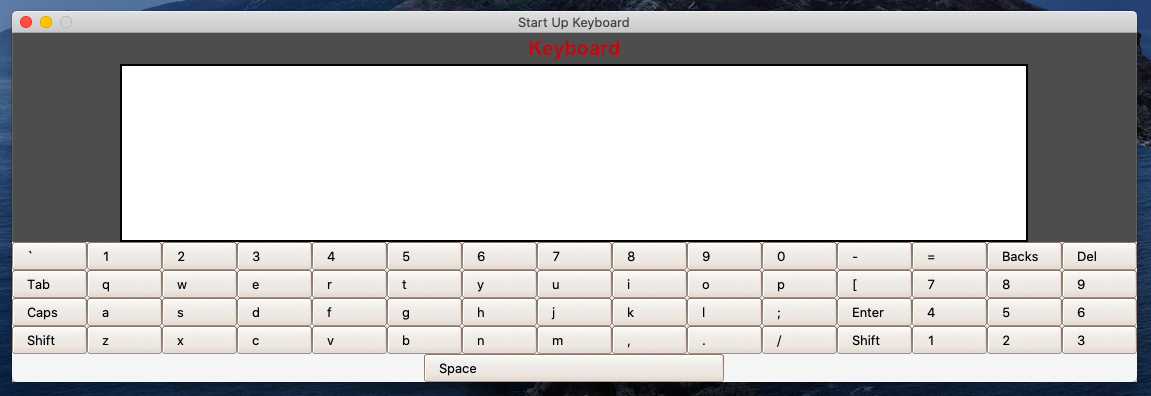 Start Up Keyboard
Keyboard
` 1 2 3 4 5 6 7 8 9 0 - = Backs Del
Tab q w e r t y u i o p [ 7 8 9
Caps a s d f g h j k l ; Enter 4 5 6
Shift z x c v b n m , . / Shift 1 2 3
Space